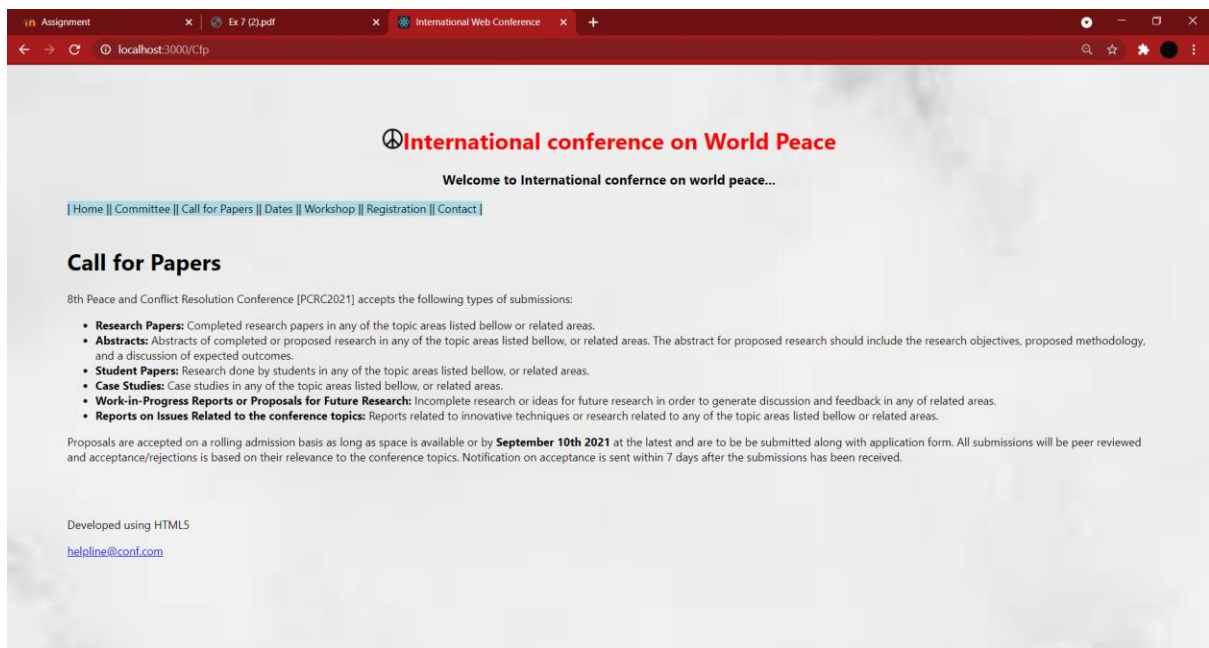 Assignment
Ex 7 (2).pdf
International Web Conference
localhost:3000/Cfp
International conference on World Peace
Welcome to International confernce on world peace...
| Home || Committee || Call for Papers || Dates || Workshop || Registration || Contact |
Call for Papers
8th Peace and Conflict Resolution Conference [PCRC2021] accepts the following types of submissions:
• Research Papers: Completed research papers in any of the topic areas listed bellow or related areas.
• Abstracts: Abstracts of completed or proposed research in any of the topic areas listed bellow, or related areas. The abstract for proposed research should include the research objectives, proposed methodology,
and a discussion of expected outcomes.
• Student Papers: Research done by students in any of the topic areas listed bellow, or related areas.
• Case Studies: Case studies in any of the topic areas listed bellow, or related areas.
• Work-in-Progress Reports or Proposals for Future Research: Incomplete research or ideas for future research in order to generate discussion and feedback in any of related areas.
• Reports on Issues Related to the conference topics: Reports related to innovative techniques or research related to any of the topic areas listed bellow or related areas.
Proposals are accepted on a rolling admission basis as long as space is available or by September 10th 2021 at the latest and are to be be submitted along with application form. All submissions will be peer reviewed
and acceptance/rejections is based on their relevance to the conference topics. Notification on acceptance is sent within 7 days after the submissions has been received.
Developed using HTML5
helpline@conf.com